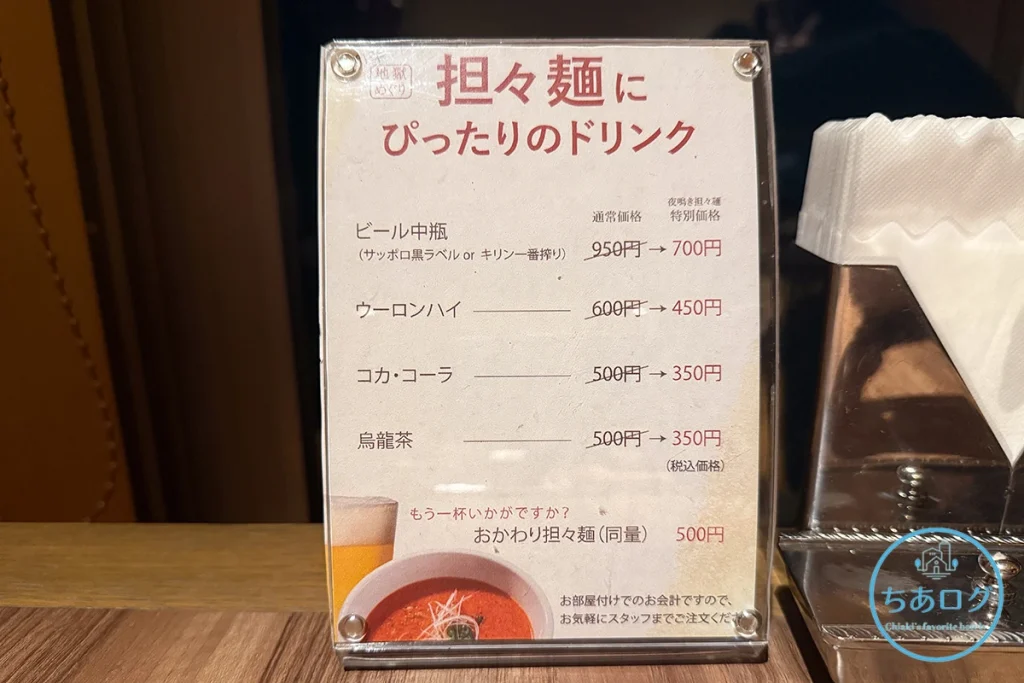 地獄
めぐり
担々麺に
ぴったりのドリンク
通常価格
夜鳴き担々麺
特別価格
ビール中瓶
(サッポロ黒ラベル or キリン一番搾り) 950円→700円
ウーロンハイ 600円→450円
コカ・コーラ 500円→350円
烏龍茶 500円→350円
(税込価格)
もう一杯いかがですか?
おかわり担々麺(同量) 500円
お部屋付けでのお会計ですので、
お気軽にスタッフまでご注文くださ
ちあログ
Chiaki's favorite